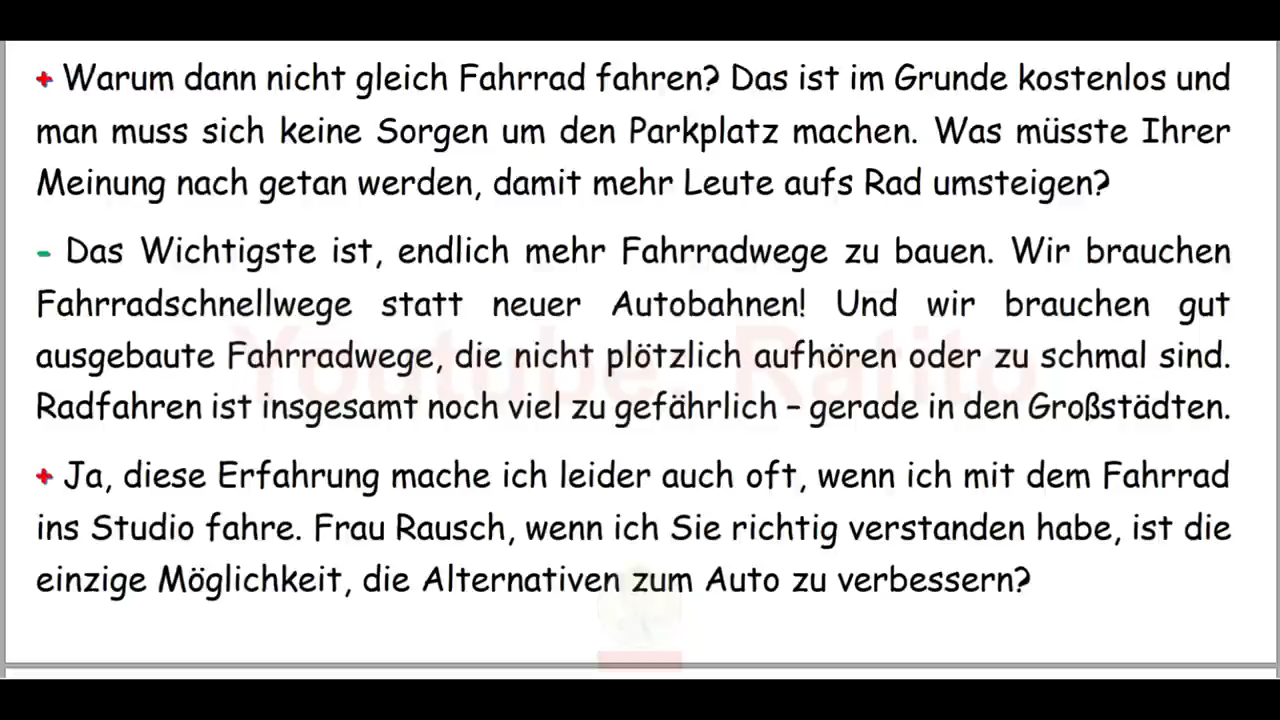 + Warum dann nicht gleich Fahrrad fahren? Das ist im Grunde kostenlos und
man muss sich keine Sorgen um den Parkplatz machen. Was müsste Ihrer
Meinung nach getan werden, damit mehr Leute aufs Rad umsteigen?
- Das Wichtigste ist, endlich mehr Fahrradwege zu bauen. Wir brauchen
Fahrradschnellwege statt neuer Autobahnen! Und wir brauchen gut
ausgebaute Fahrradwege, die nicht plötzlich aufhören oder zu schmal sind.
Youtube: Ratito
Radfahren ist insgesamt noch viel zu gefährlich – gerade in den Großstädten.
+ Ja, diese Erfahrung mache ich leider auch oft, wenn ich mit dem Fahrrad
ins Studio fahre. Frau Rausch, wenn ich Sie richtig verstanden habe, ist die
einzige Möglichkeit, die Alternativen zum Auto zu verbessern?